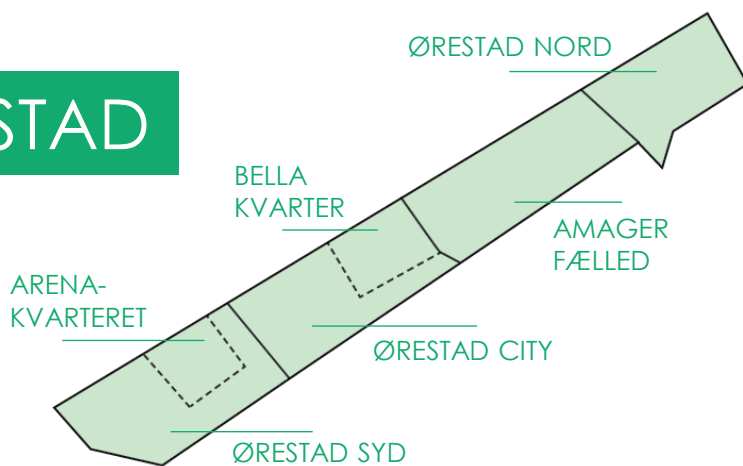 STAD
ØRESTAD NORD
BELLA
KVARTER
AMAGER
FÆLLED
ARENA-
KVARTERET
ØRESTAD CITY
ØRESTAD SYD